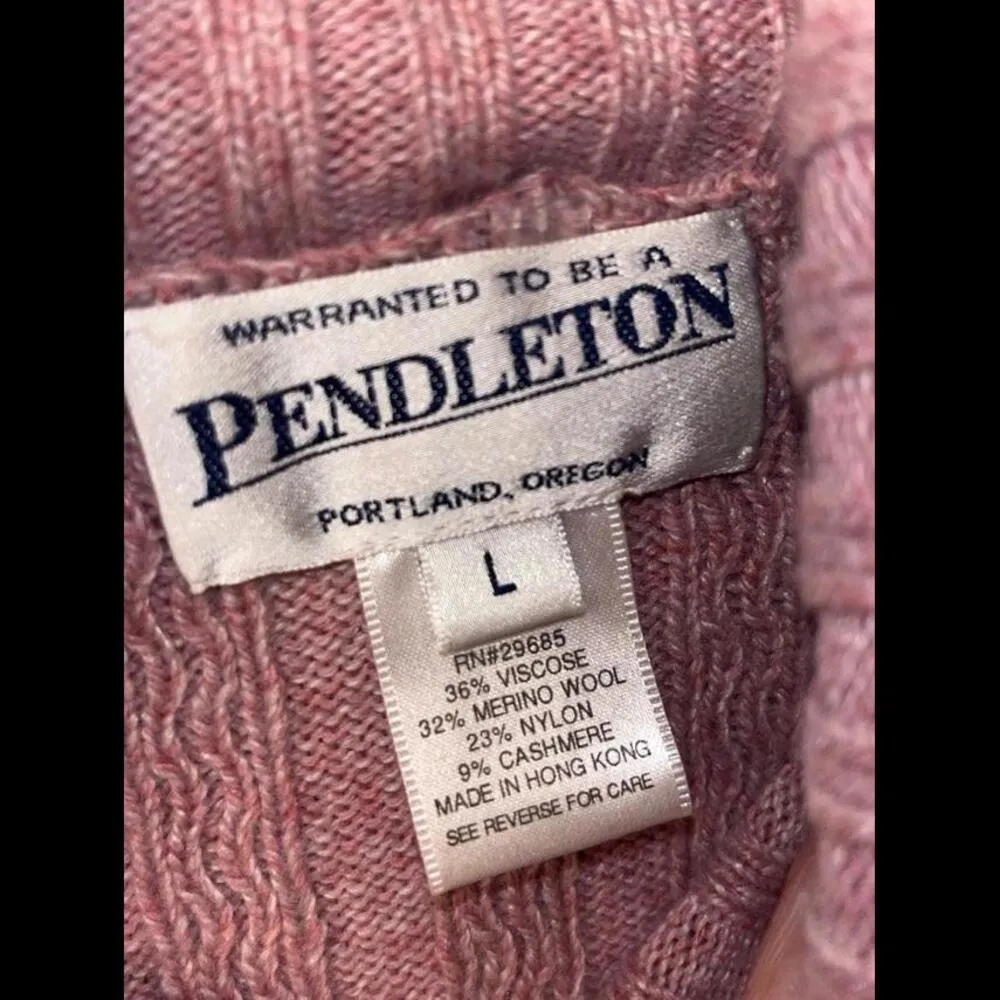 WARRANTED TO BE A
PENDLETON
PORTLAND, OREGON
L
RN#29685
36% VISCOSE
32% MERINO WOOL
23% NYLON
9% CASHMERE
MADE IN HONG KONG
SEE REVERSE FOR CARE